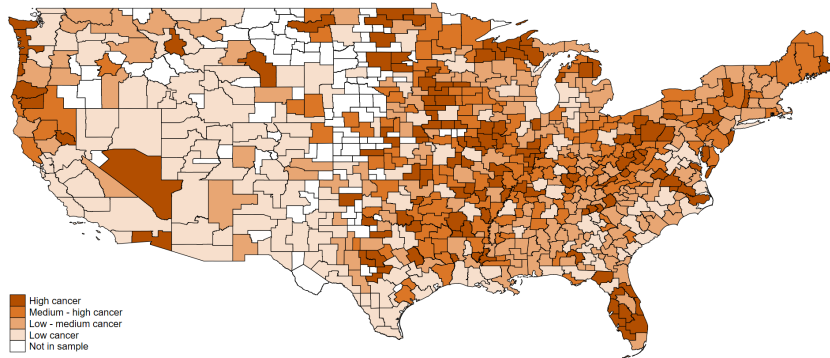 High cancer
Medium - high cancer
Low - medium cancer
Low cancer
Not in sample